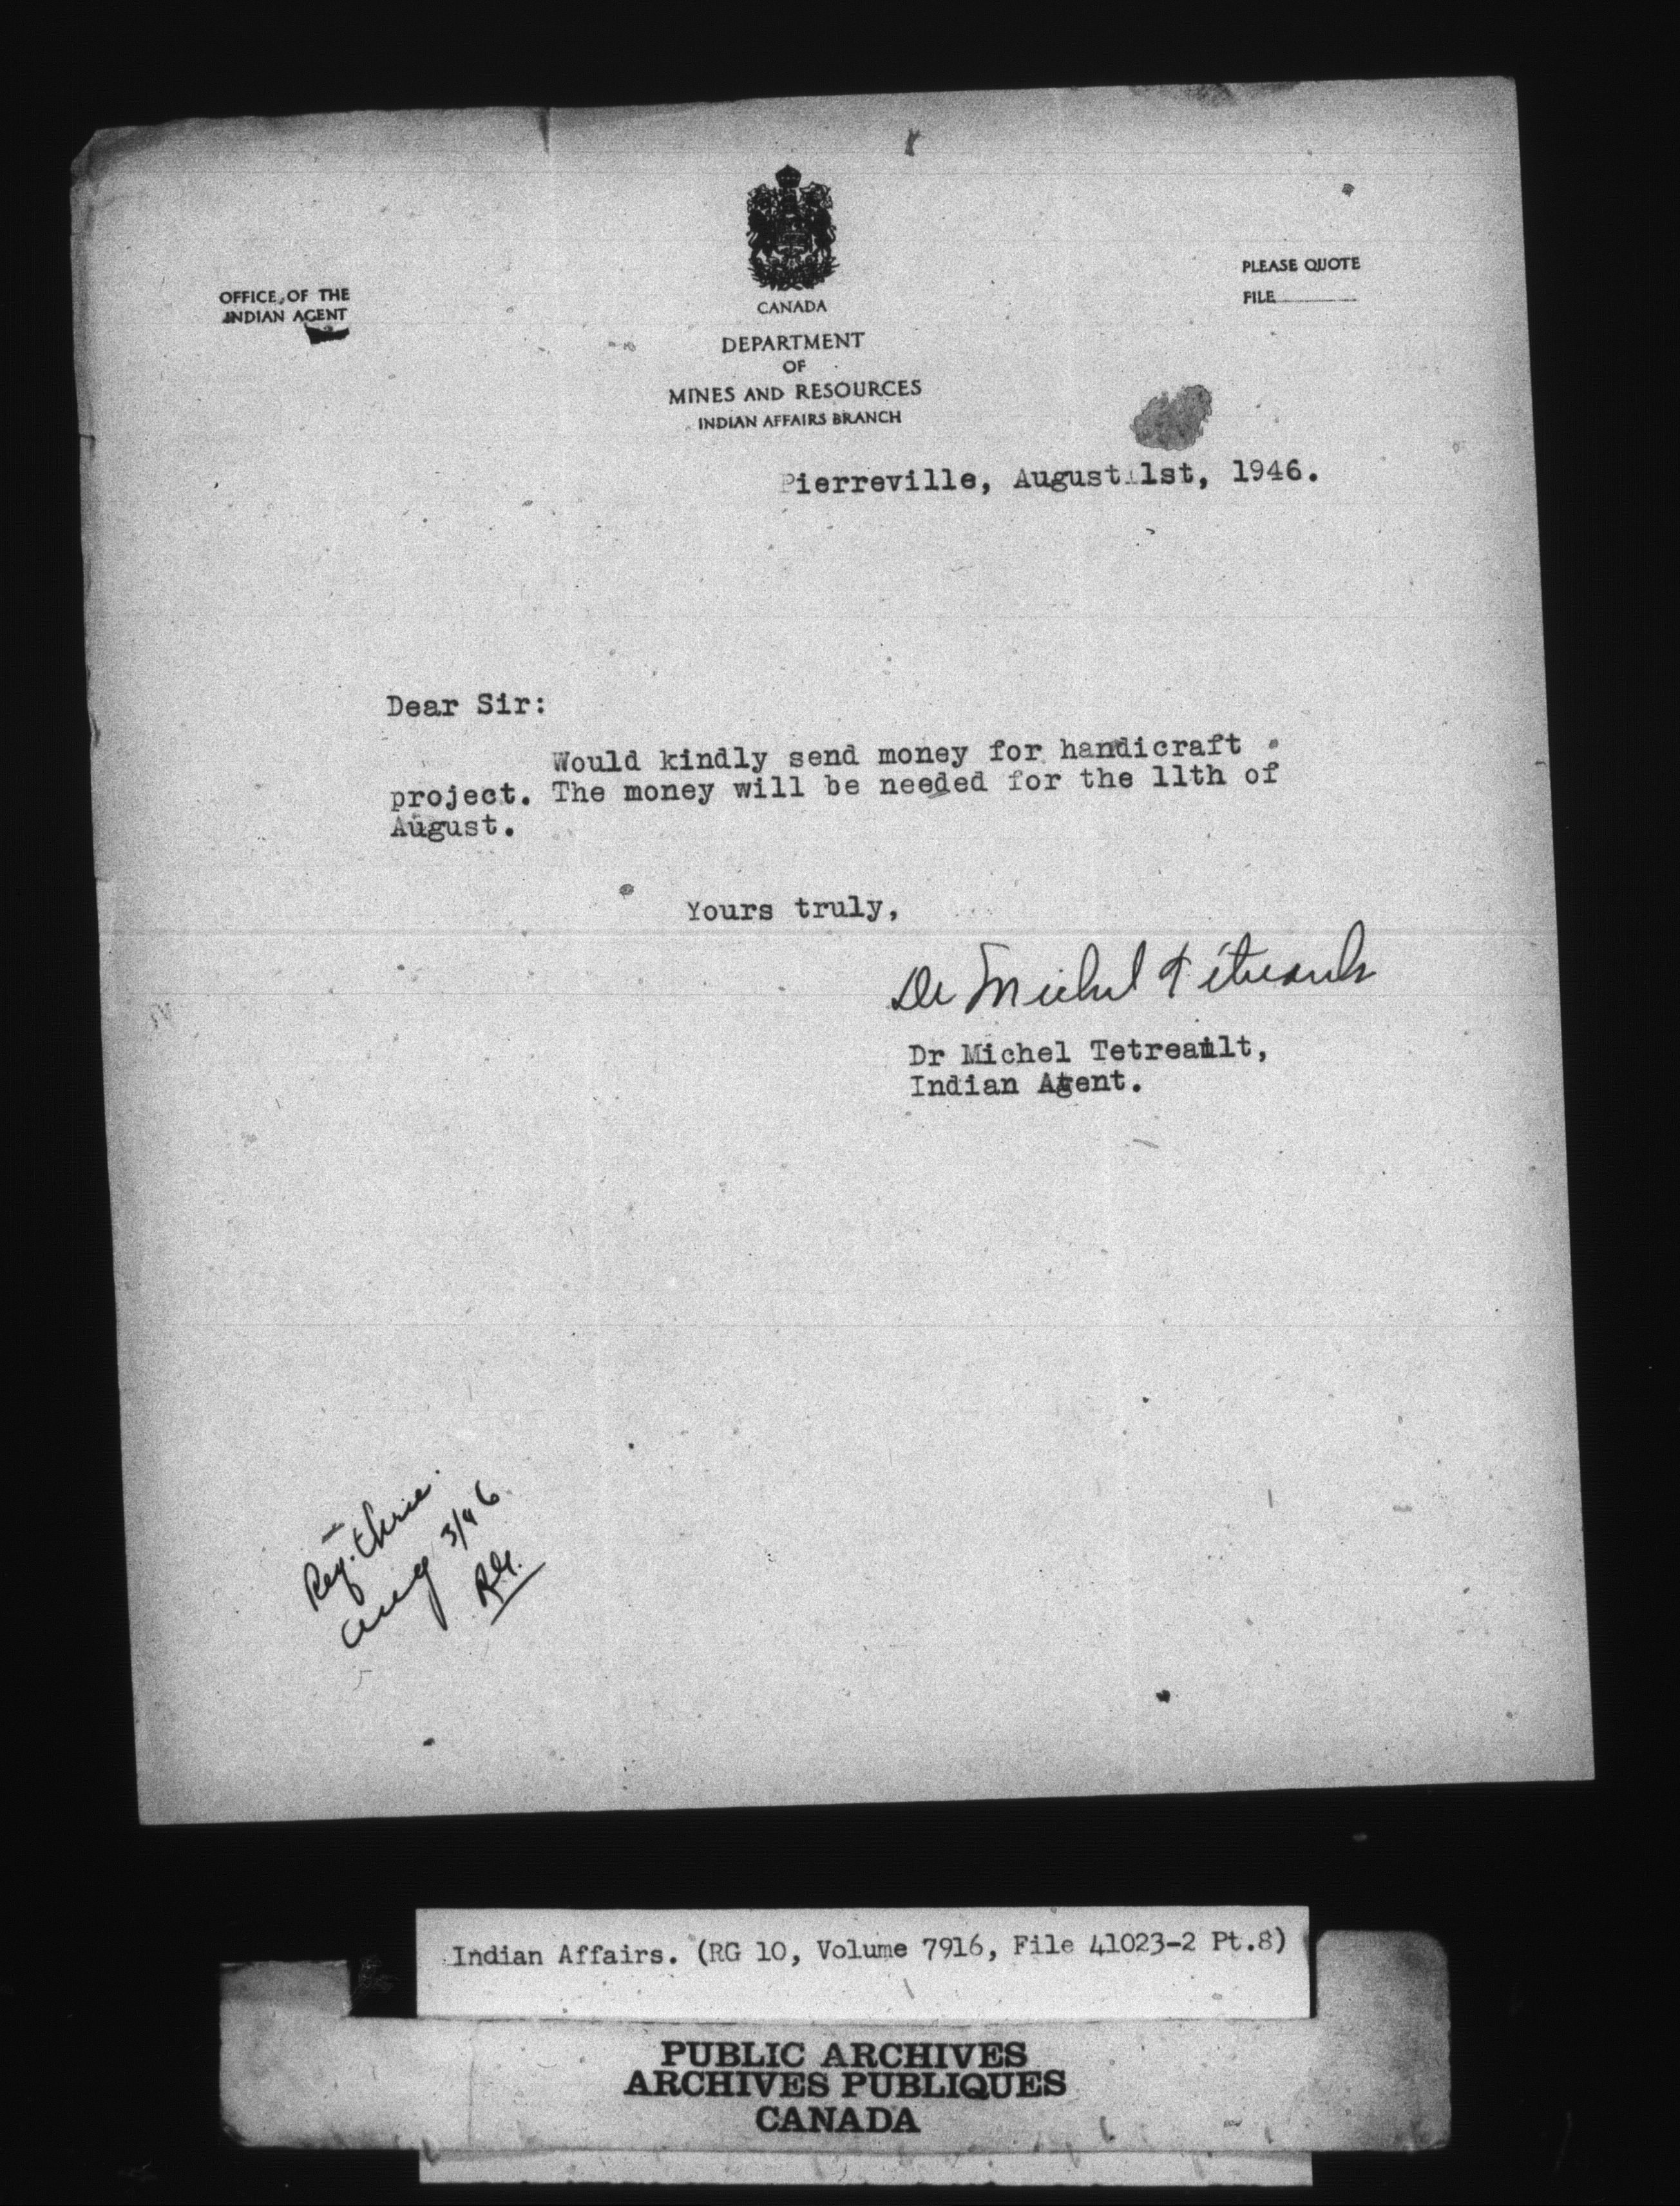 OFFICE OF THE
INDIAN AGENT
CANADA
DEPARTMENT
OF
MINES AND RESOURCES
INDIAN AFFAIRS BRANCH
PLEASE QUOTE
FILE
Pierreville, August 1st, 1946.
Dear Sir:
Would kindly send money for handicraft
project. The money will be needed for the 11th of
August.
Yours truly,
Dr Michel Tétreault
Dr Michel Tetreault,
Indian Agent.
Aug 3/46
Indian Affairs. (RG 10, Volume 7916, File 41023-2 Pt.8)
PUBLIC ARCHIVES
ARCHIVES PUBLIQUES
CANADA